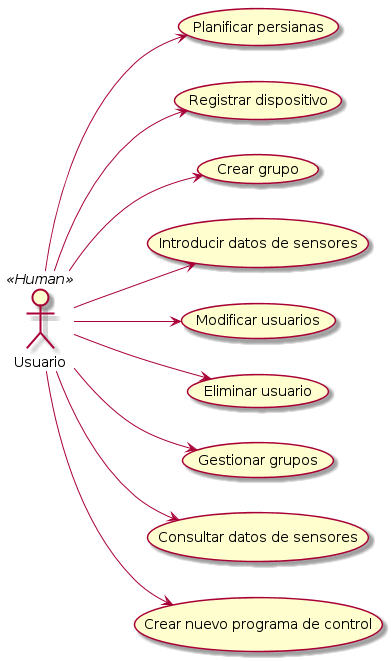 Planificar persianas
Registrar dispositivo
Crear grupo
Introducir datos de sensores
«Human»
Usuario
Modificar usuarios
Eliminar usuario
Gestionar grupos
Consultar datos de sensores
Crear nuevo programa de control